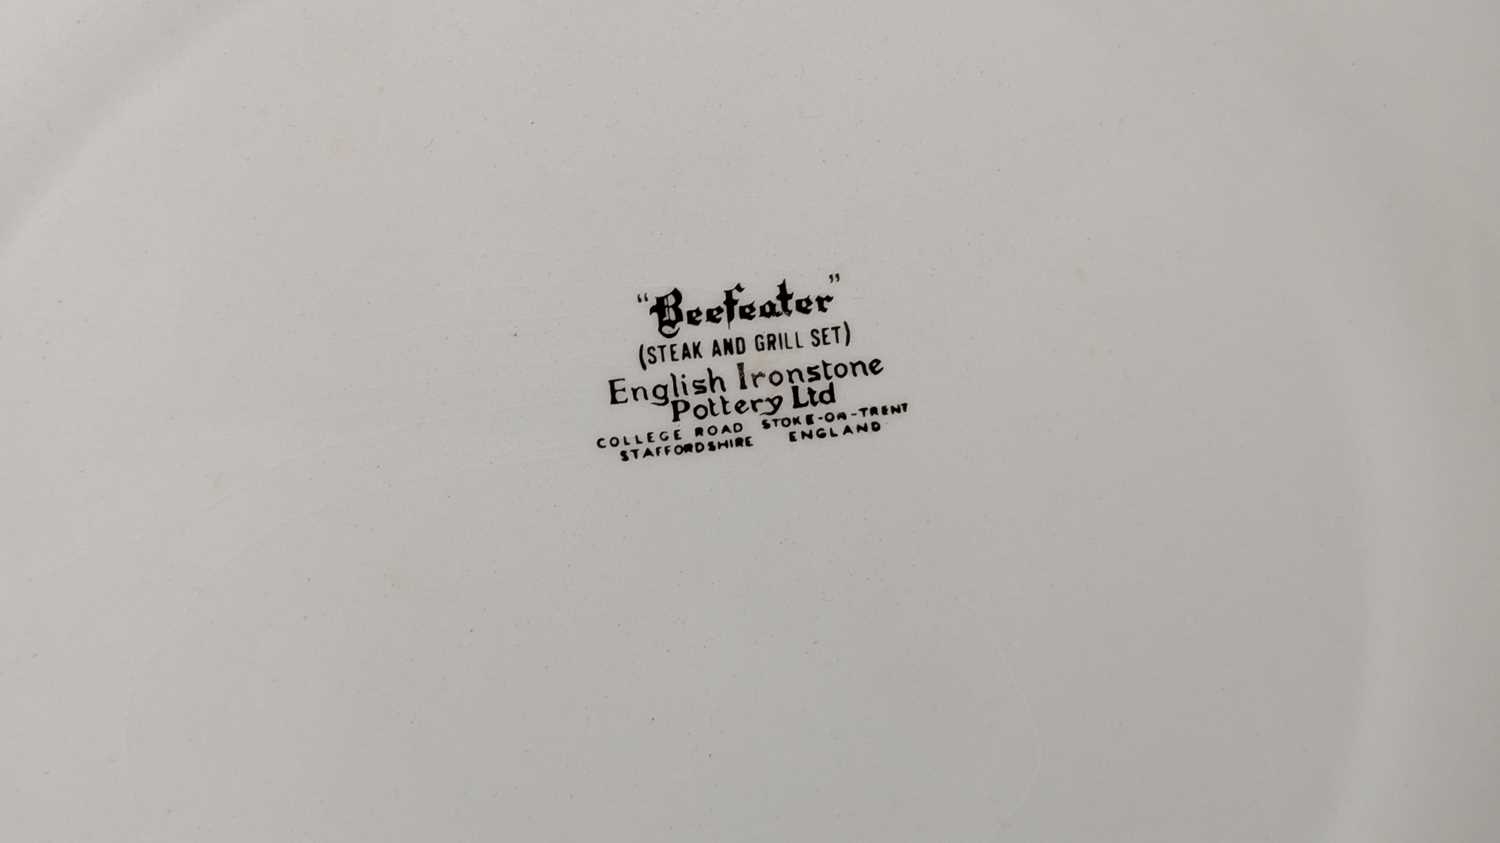 "Beefeater"
(STEAK AND GRILL SET)
English Ironstone
Pottery Ltd
COLLEGE ROAD STOKE-ON-TRENT
STAFFORDSHIRE ENGLAND